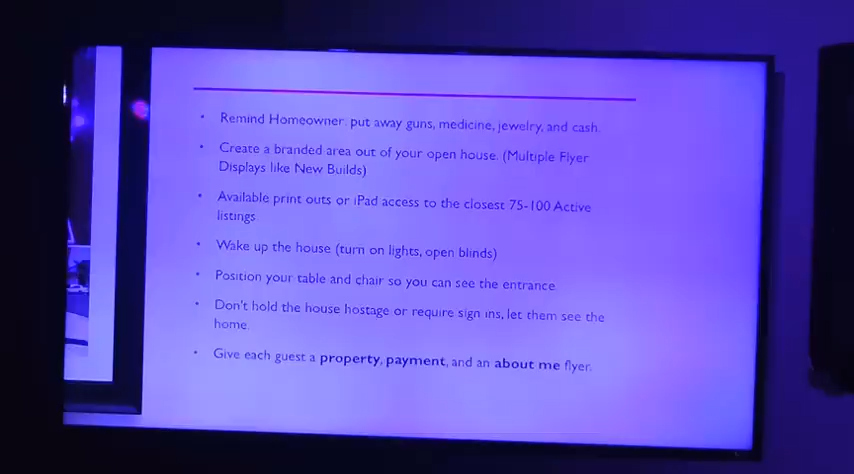 • Remind Homeowner: put away guns, medicine, jewelry, and cash.
• Create a branded area out of your open house. (Multiple Flyer
Displays like New Builds)
• Available print outs or iPad access to the closest 75-100 Active
listings
• Wake up the house (turn on lights, open blinds)
• Position your table and chair so you can see the entrance
• Don't hold the house hostage or require sign ins, let them see the
home.
• Give each guest a property, payment, and an about me flyer.